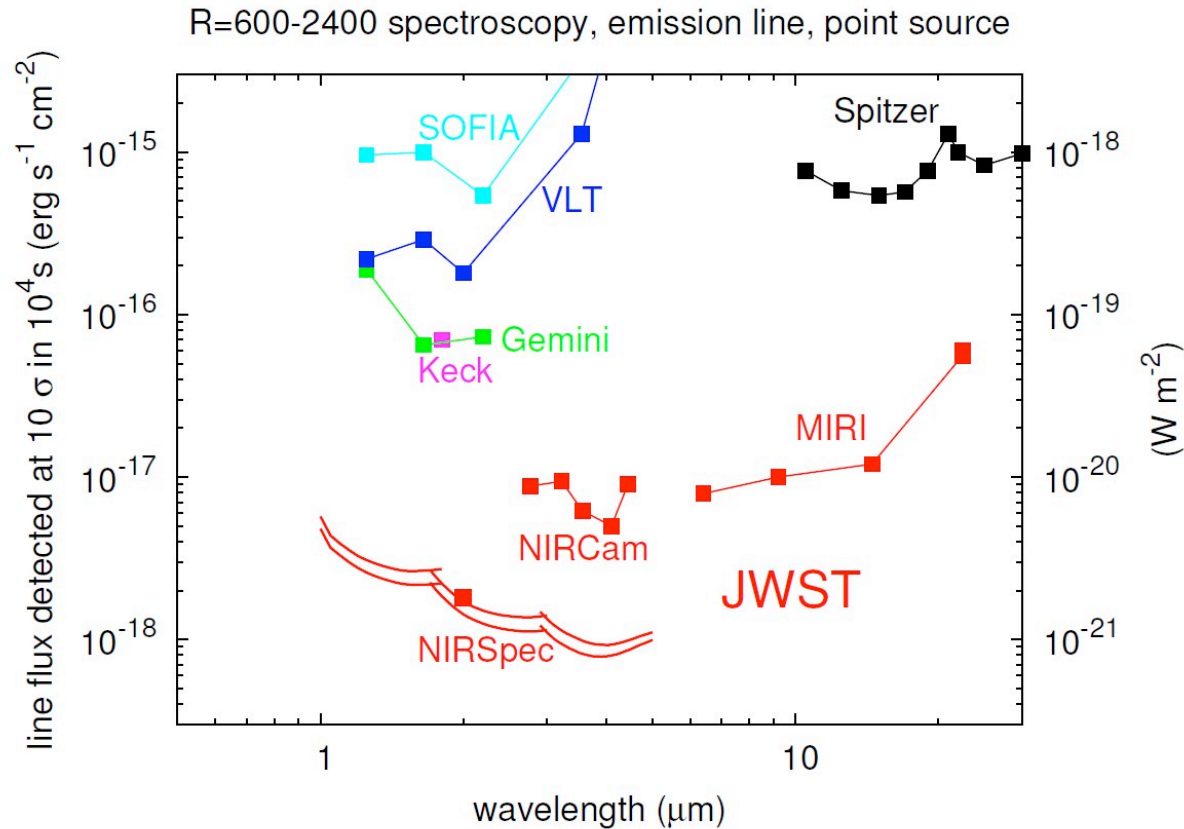 R=600-2400 spectroscopy, emission line, point source
line flux detected at 10 σ in 10⁴s (erg s⁻¹ cm⁻²)
10⁻¹⁵
10⁻¹⁶
10⁻¹⁷
10⁻¹⁸
SOFIA
VLT
Spitzer
Gemini
Keck
MIRI
NIRCam
JWST
NIRSpec
10⁻¹⁸
10⁻¹⁹
10⁻²⁰
10⁻²¹
(W m⁻²)
1
10
wavelength (μm)